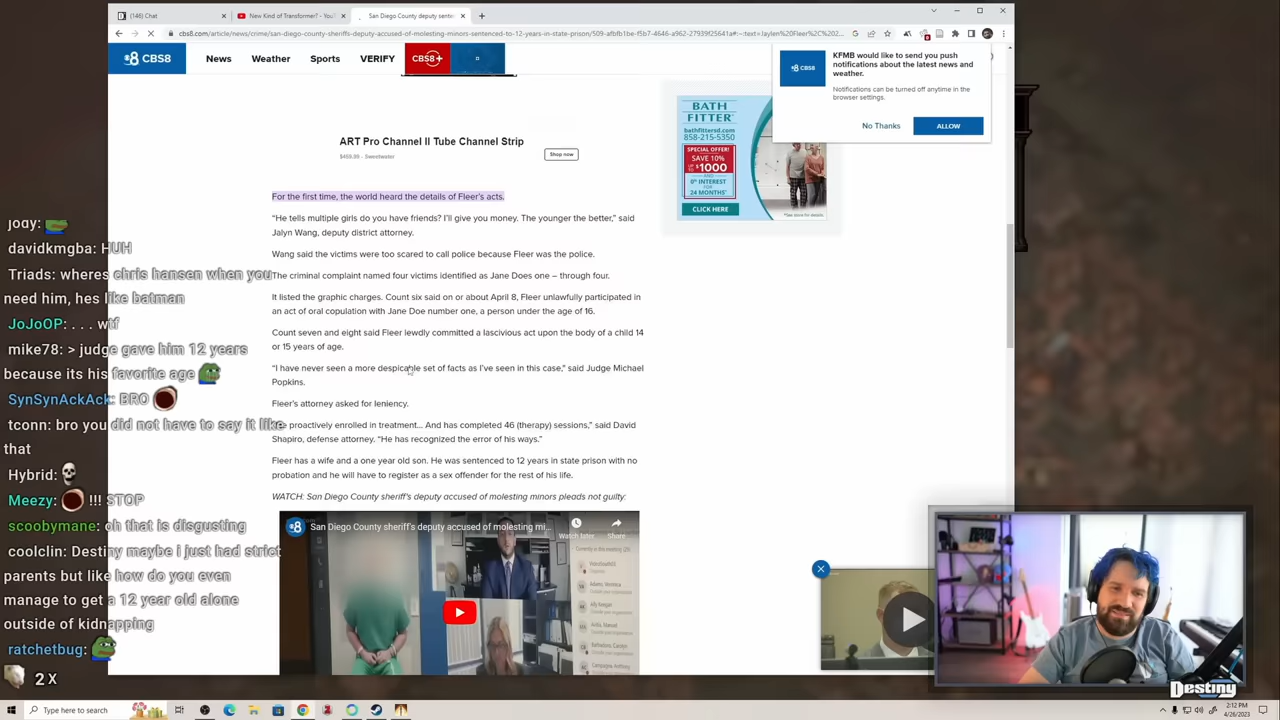 (146) Chat
New Kind of Transformer? - You
San Diego County deputy sente
cbs8.com/article/news/crime/san-diego-county-sheriffs-deputy-accused-of-molesting-minors-sentenced-to-12-years-in-state-prison/
CBS8
News
Weather
Sports
VERIFY
CBS8+
KFMB would like to send you push
notifications about the latest news and
weather.
CBS8
Notifications can be turned off anytime in the
browser settings.
No Thanks
ALLOW
BATH
FITTER
bathfittersd.com
858-215-5350
SPECIAL OFFER!
SAVE 10%
UP TO $1000
AND
0% INTEREST
FOR
24 MONTHS*
CLICK HERE
*See more for details.
ART Pro Channel II Tube Channel Strip
Sweetwater
Shop now
For the first time, the world heard the details of Fleer's acts.
“He tells multiple girls do you have friends? I'll give you money. The younger the better,” said
Jalyn Wang, deputy district attorney.
Wang said the victims were too scared to call police because Fleer was the police.
The criminal complaint named four victims identified as Jane Does one – through four.
It listed the graphic charges. Count six said on or about April 8, Fleer unlawfully participated in
an act of oral copulation with Jane Doe number one, a person under the age of 16.
Count seven and eight said Fleer lewdly committed a lascivious act upon the body of a child 14
or 15 years of age.
“I have never seen a more despicable set of facts as I've seen in this case,” said Judge Michael
Popkins.
Fleer's attorney asked for leniency.
proactively enrolled in treatment... And has completed 46 (therapy) sessions,” said David
Shapiro, defense attorney. “He has recognized the error of his ways.”
Fleer has a wife and a one year old son. He was sentenced to 12 years in state prison with no
probation and he will have to register as a sex offender for the rest of his life.
WATCH: San Diego County sheriff's deputy accused of molesting minors pleads not guilty:
San Diego County sheriff's deputy accused of molesting mi...
Watch later
Share
roay:
davidkmgba: HUH
Triads: wheres chris hansen when you
need him, hes like batman
JoJoOP: . . . wtf
mike78: > judge gave him 12 years
because its his favorite age
SynSynAckAck: BRO
conn: bro you did not have to say it like
that
Hybrid:
Merzy: !!! STOP
scoobymane: oh that is disgusting
coolclin: Destiny maybe i just had strict
parents but like how do you even
manage to get a 12 year old alone
outside of kidnapping
ratchetbug:
2 X
Destiny
Type here to search
2:12 PM
4/26/2023